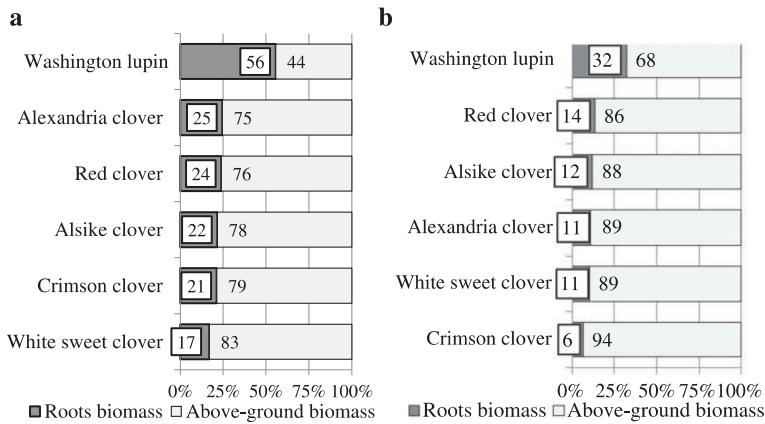 a
Washington lupin 56 44
Alexandria clover 25 75
Red clover 24 76
Alsike clover 22 78
Crimson clover 21 79
White sweet clover 17 83
0% 25% 50% 75% 100%
Roots biomass Above-ground biomass
b
Washington lupin 32 68
Red clover 14 86
Alsike clover 12 88
Alexandria clover 11 89
White sweet clover 11 89
Crimson clover 6 94
0% 25% 50% 75% 100%
Roots biomass Above-ground biomass